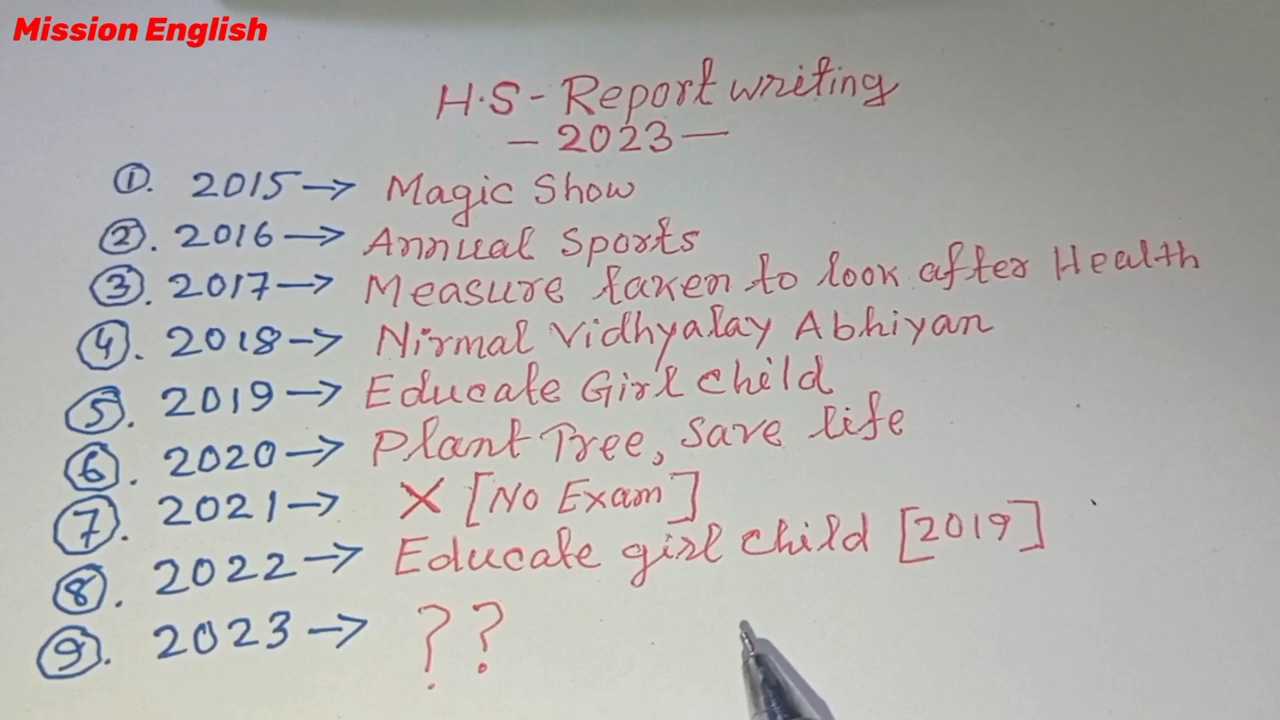 Mission English
H.S - Report writing
- 2023 -
①. 2015 → Magic Show
②. 2016 → Annual Sports
③. 2017 → Measure taken to look after Health
④. 2018 → Nirmal Vidhyalay Abhiyan
⑤. 2019 → Educate Girl child
⑥. 2020 → Plant Tree, Save life
⑦. 2021 → X [No Exam]
⑧. 2022 → Educate girl child [2019]
⑨. 2023 → ??